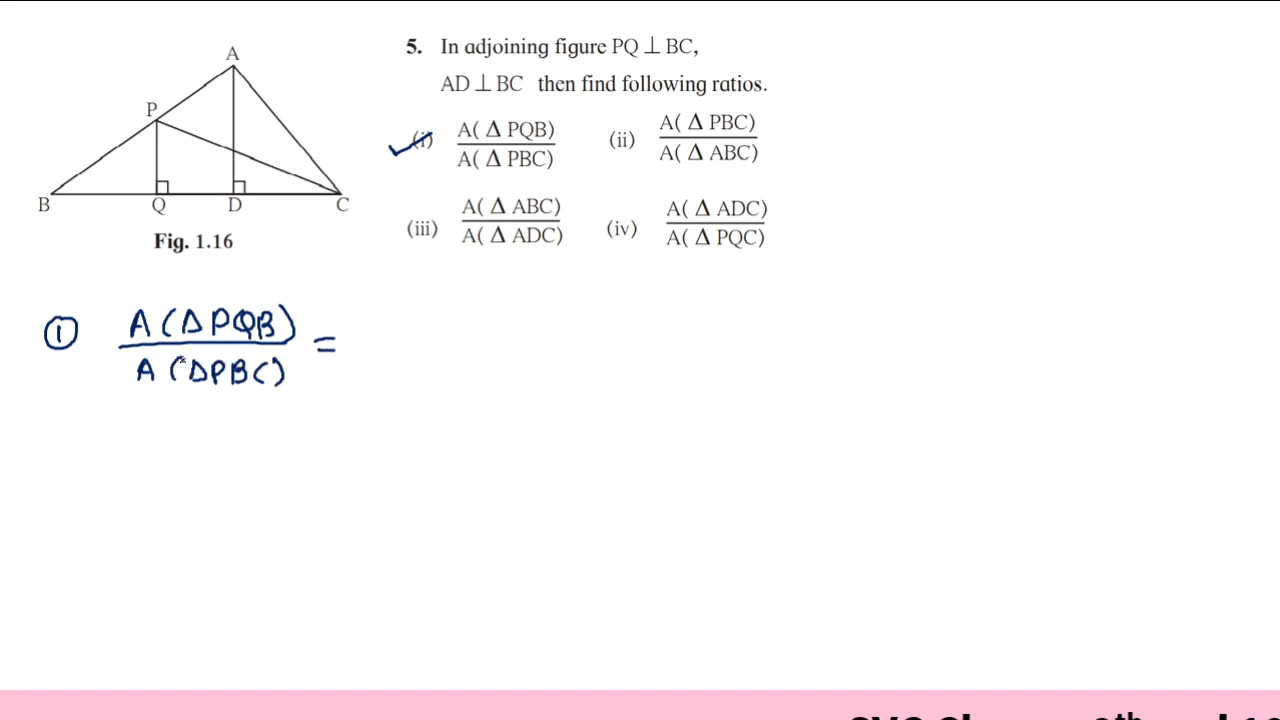 A
P
B Q D C
Fig. 1.16
5. In adjoining figure PQ ⊥ BC,
AD ⊥ BC then find following ratios.
(i) A( Δ PQB) / A( Δ PBC) (ii) A( Δ PBC) / A( Δ ABC)
(iii) A( Δ ABC) / A( Δ ADC) (iv) A( Δ ADC) / A( Δ PQC)
① A(ΔPQB) / A(ΔPBC) =